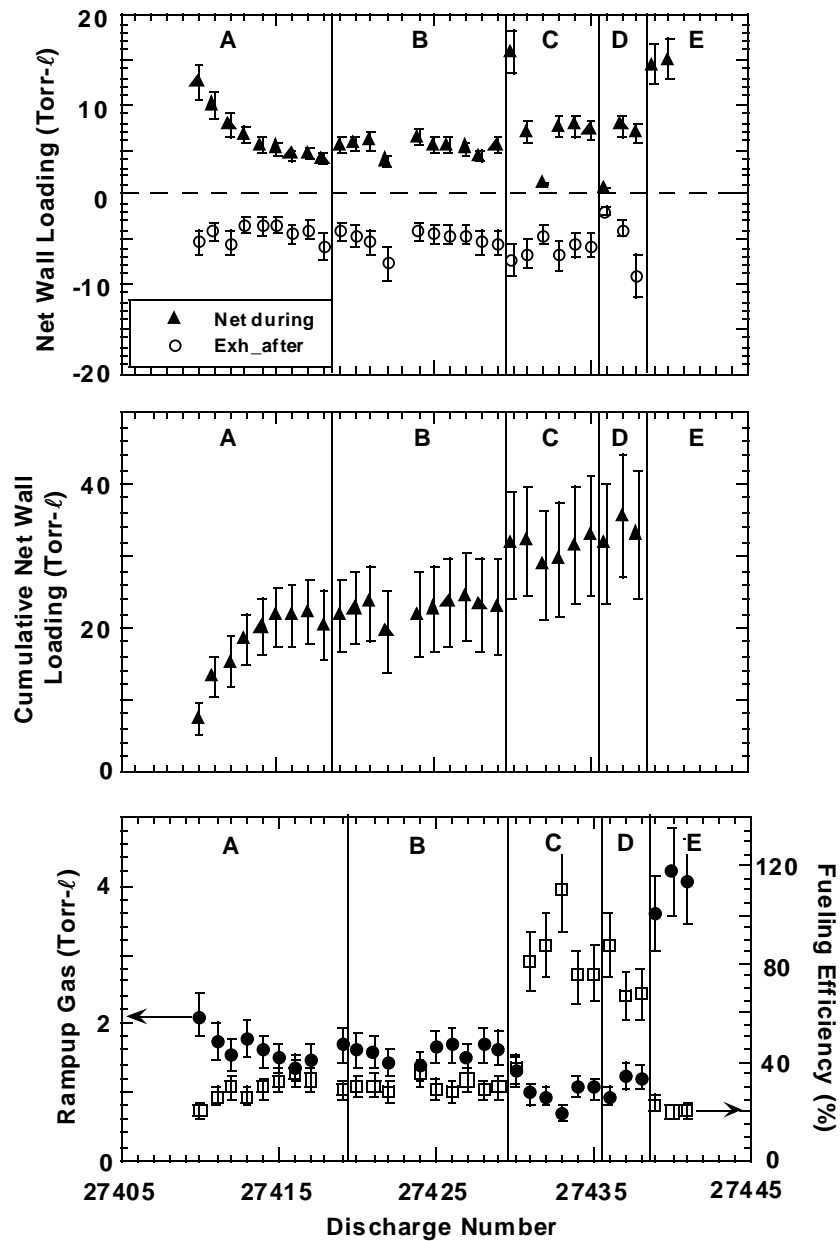 20
10
0
-10
-20
Net Wall Loading (Torr-ℓ)
A B C D E
Net during
Exh_after
40
20
0
Cumulative Net Wall
Loading (Torr-ℓ)
A B C D E
4
2
0
Rampup Gas (Torr-ℓ)
A B C D E
120
80
40
0
Fueling Efficiency (%)
27405 27415 27425 27435 27445
Discharge Number